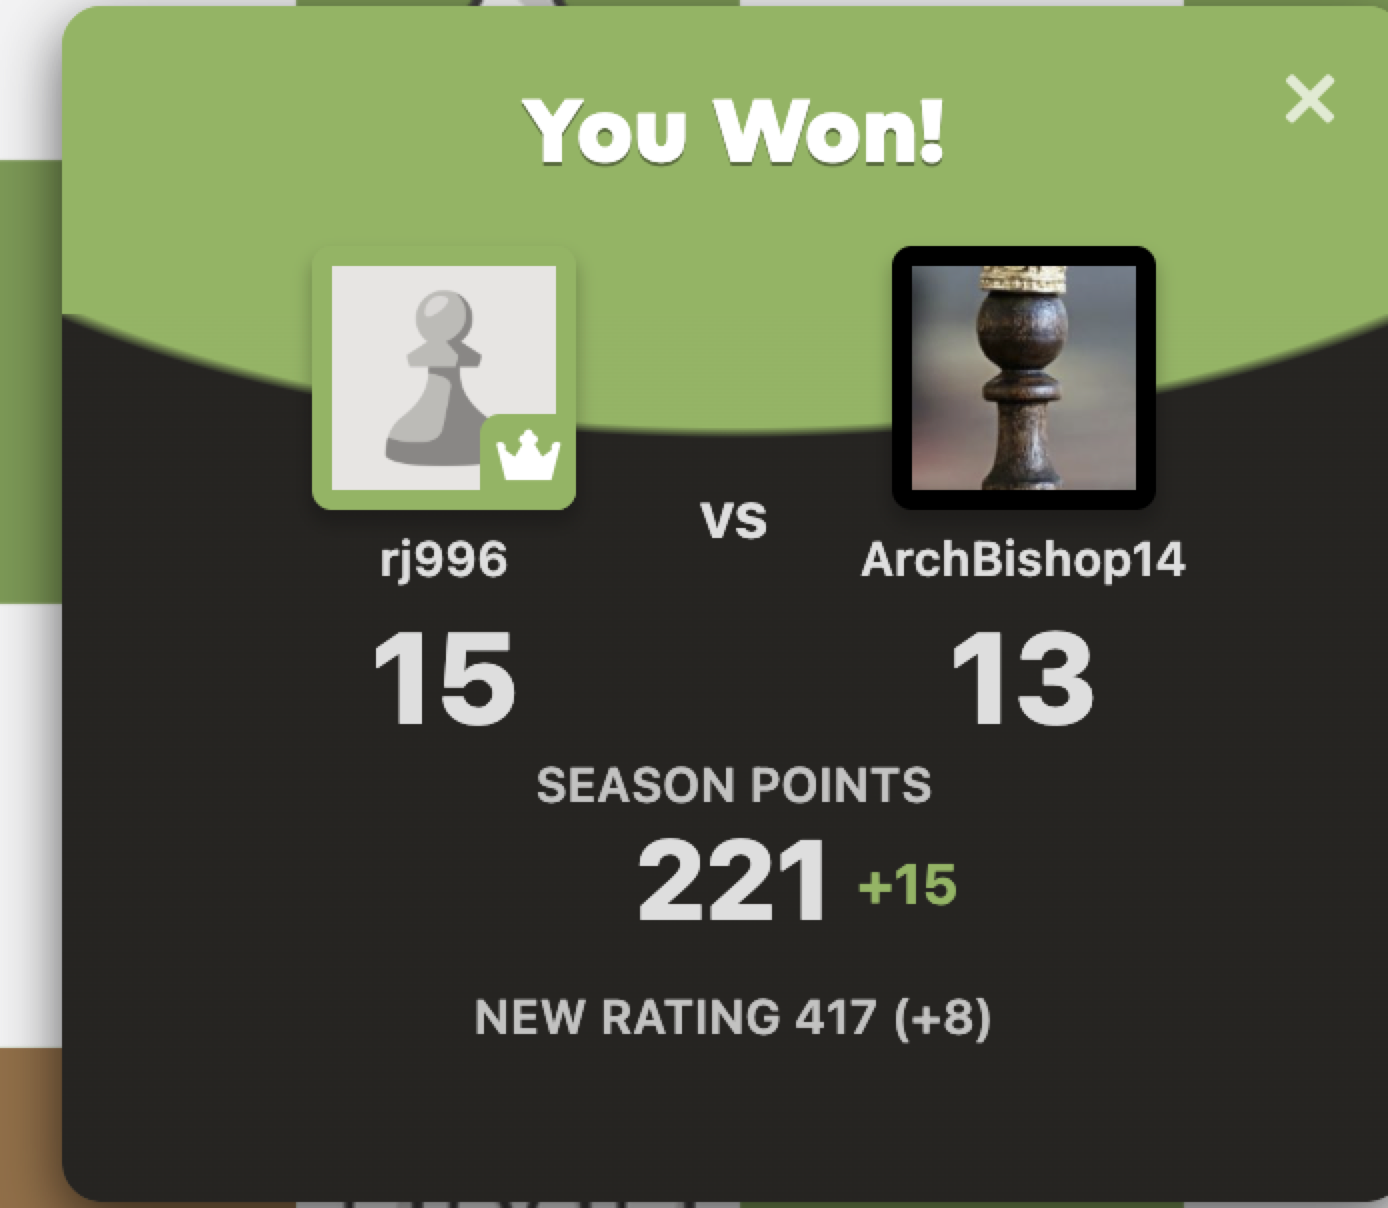 You Won!
vs
rj996
ArchBishop14
15
13
SEASON POINTS
221 +15
NEW RATING 417 (+8)